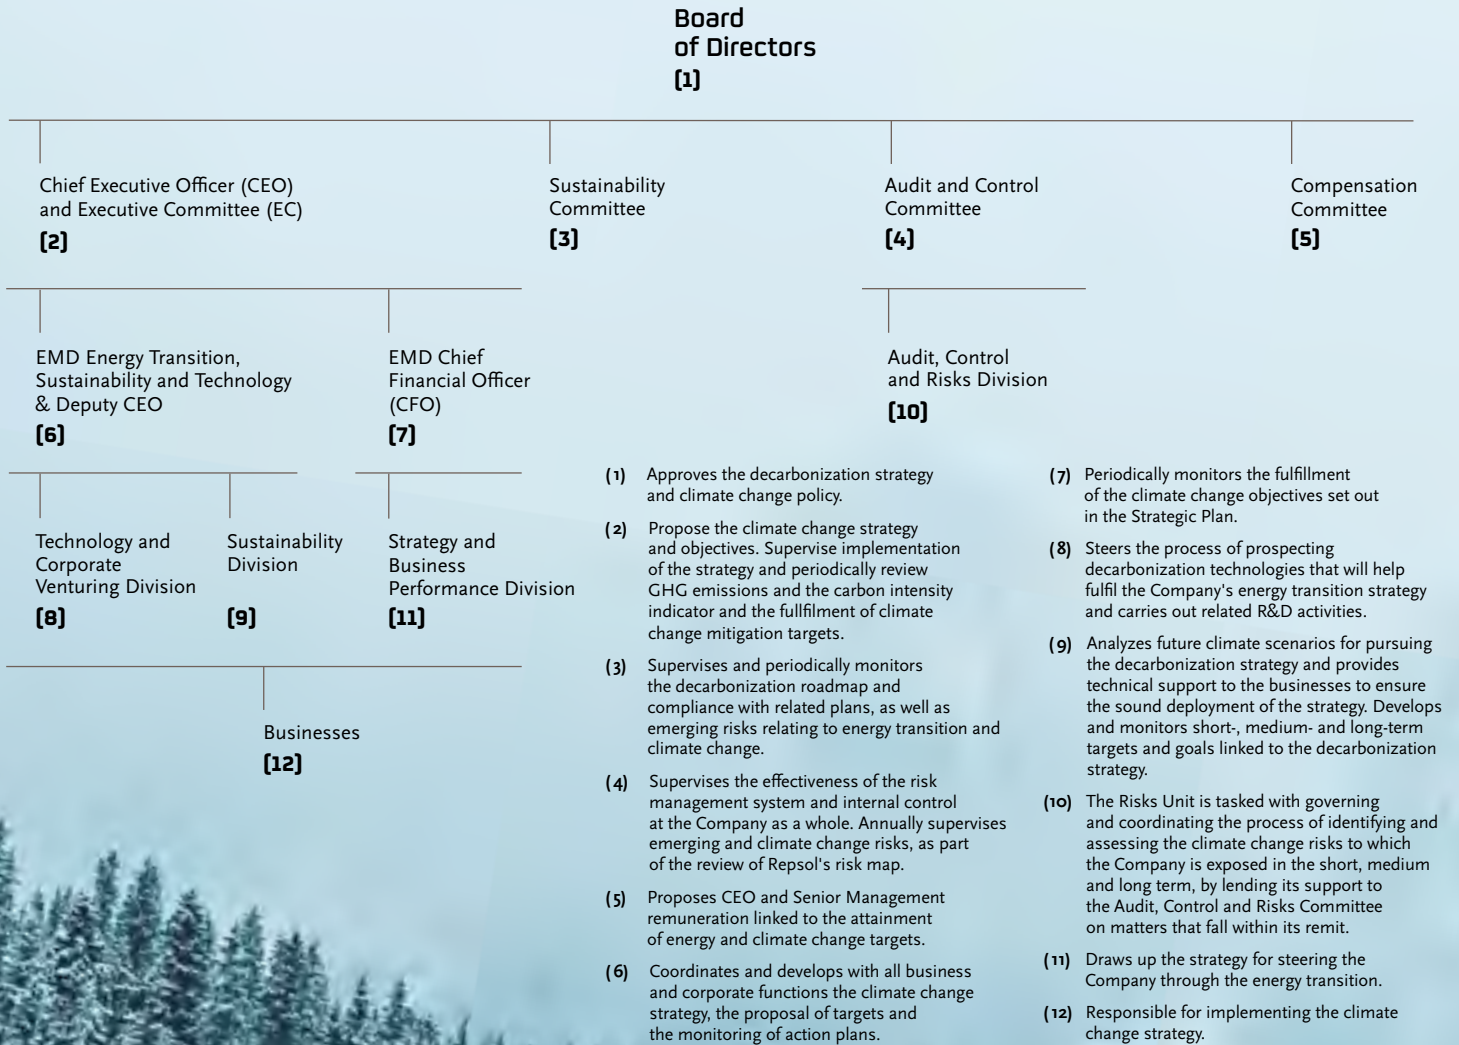 Board
of Directors
(1)
Chief Executive Officer (CEO)
and Executive Committee (EC)
(2)
Sustainability
Committee
(3)
Audit and Control
Committee
(4)
Compensation
Committee
(5)
EMD Energy Transition,
Sustainability and Technology
& Deputy CEO
(6)
EMD Chief
Financial Officer
(CFO)
(7)
Audit, Control
and Risks Division
(10)
Technology and
Corporate
Venturing Division
(8)
Sustainability
Division
(9)
Strategy and
Business
Performance Division
(11)
Businesses
(12)
(1) Approves the decarbonization strategy
and climate change policy.
(2) Propose the climate change strategy
and objectives. Supervise implementation
of the strategy and periodically review
GHG emissions and the carbon intensity
indicator and the fullfilment of climate
change mitigation targets.
(3) Supervises and periodically monitors
the decarbonization roadmap and
compliance with related plans, as well as
emerging risks relating to energy transition and
climate change.
(4) Supervises the effectiveness of the risk
management system and internal control
at the Company as a whole. Annually supervises
emerging and climate change risks, as part
of the review of Repsol's risk map.
(5) Proposes CEO and Senior Management
remuneration linked to the attainment
of energy and climate change targets.
(6) Coordinates and develops with all business
and corporate functions the climate change
strategy, the proposal of targets and
the monitoring of action plans.
(7) Periodically monitors the fulfillment
of the climate change objectives set out
in the Strategic Plan.
(8) Steers the process of prospecting
decarbonization technologies that will help
fulfil the Company's energy transition strategy
and carries out related R&D activities.
(9) Analyzes future climate scenarios for pursuing
the decarbonization strategy and provides
technical support to the businesses to ensure
the sound deployment of the strategy. Develops
and monitors short-, medium- and long-term
targets and goals linked to the decarbonization
strategy.
(10) The Risks Unit is tasked with governing
and coordinating the process of identifying and
assessing the climate change risks to which
the Company is exposed in the short, medium
and long term, by lending its support to
the Audit, Control and Risks Committee
on matters that fall within its remit.
(11) Draws up the strategy for steering the
Company through the energy transition.
(12) Responsible for implementing the climate
change strategy.